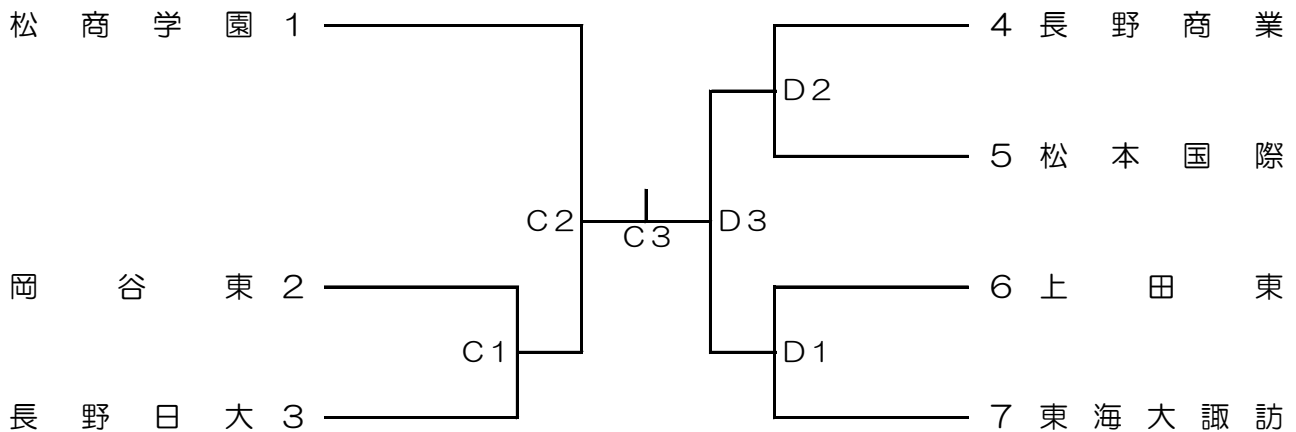 松商学園 1
4 長野商業
D2
5 松本国際
C2
C3
D3
岡谷東 2
6 上田東
C1
D1
長野日大 3
7 東海大諏訪